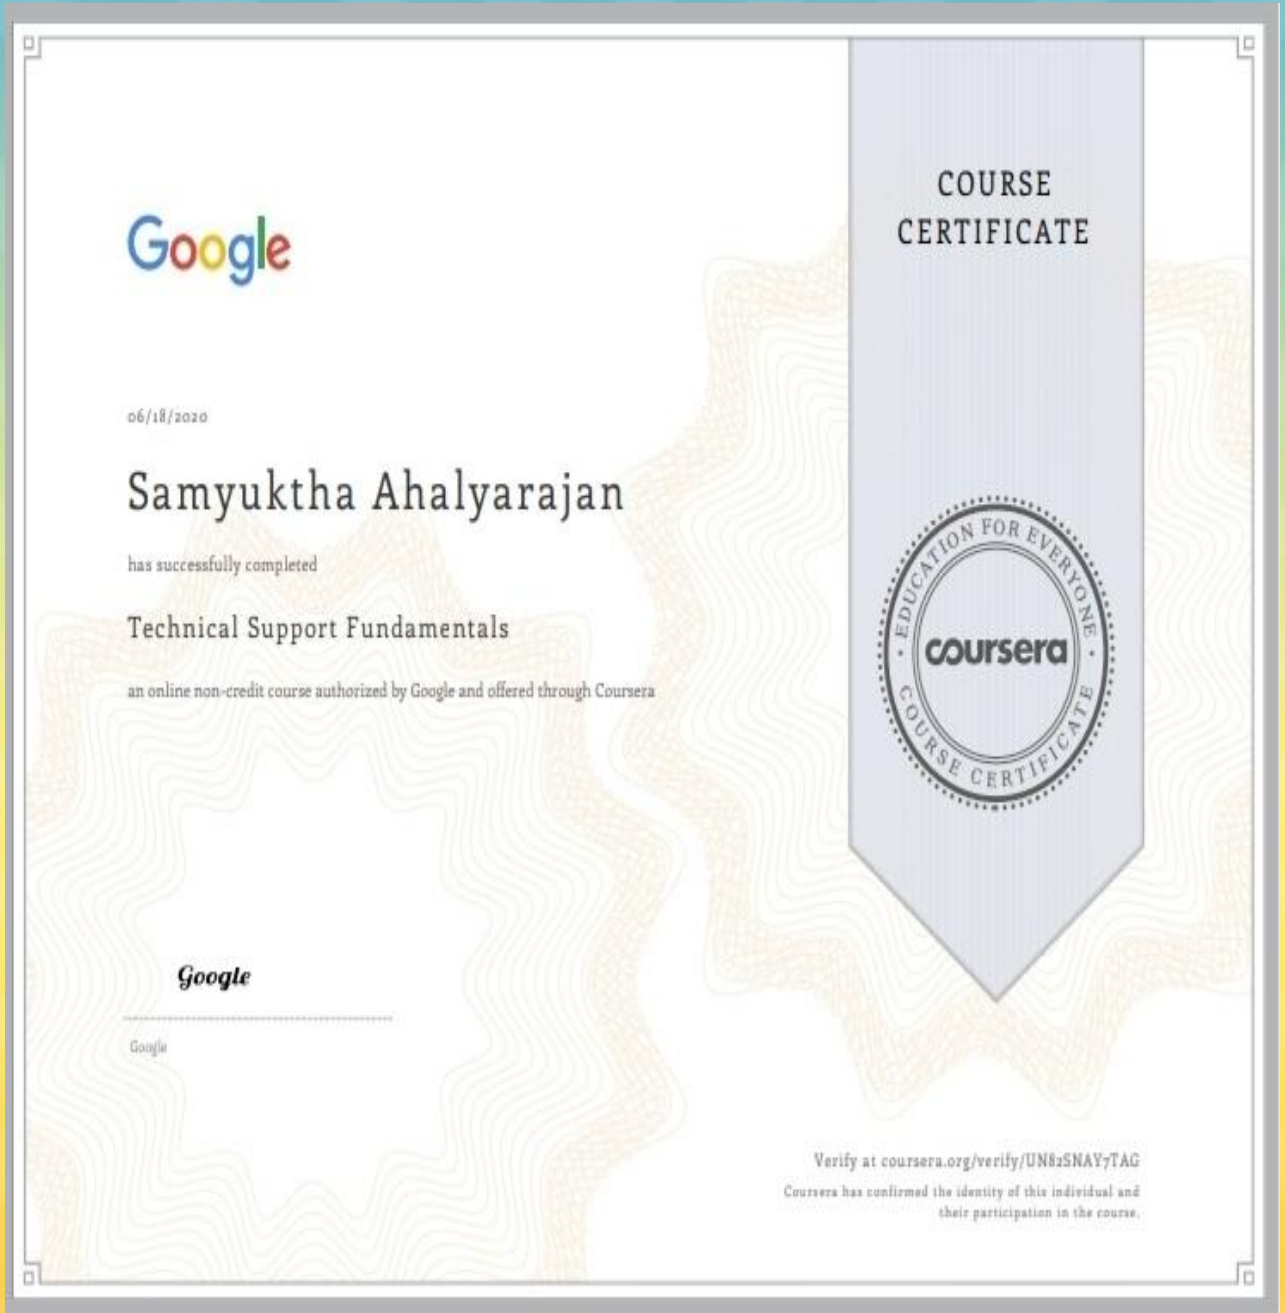 COURSE
CERTIFICATE
Google
06/18/2020
Samyuktha Ahalyarajan
has successfully completed
Technical Support Fundamentals
an online non-credit course authorized by Google and offered through Coursera
EDUCATION FOR EVERYONE
coursera
COURSE CERTIFICATE
Google
Google
Verify at coursera.org/verify/UN82SNAY7TAG
Coursera has confirmed the identity of this individual and
their participation in the course.